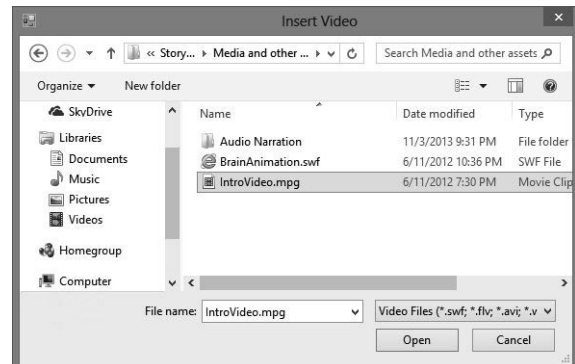 Insert Video
« Story... Media and other ... Search Media and other assets
Organize New folder
SkyDrive
Libraries
Documents
Music
Pictures
Videos
Homegroup
Computer
Name Date modified Type
Audio Narration 11/3/2013 9:31 PM File folder
BrainAnimation.swf 6/11/2012 10:36 PM SWF File
IntroVideo.mpg 6/11/2012 7:30 PM Movie Clip
File name: IntroVideo.mpg Video Files (*.swf; *.flv; *.avi; *.v
Open Cancel